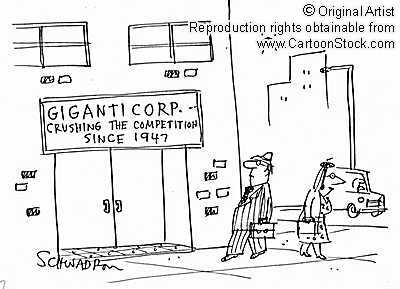 © Original Artist
Reproduction rights obtainable from
www.CartoonStock.com
GIGANTICORP. --
CRUSHING THE COMPETITION
SINCE 1947
SCHWADRON